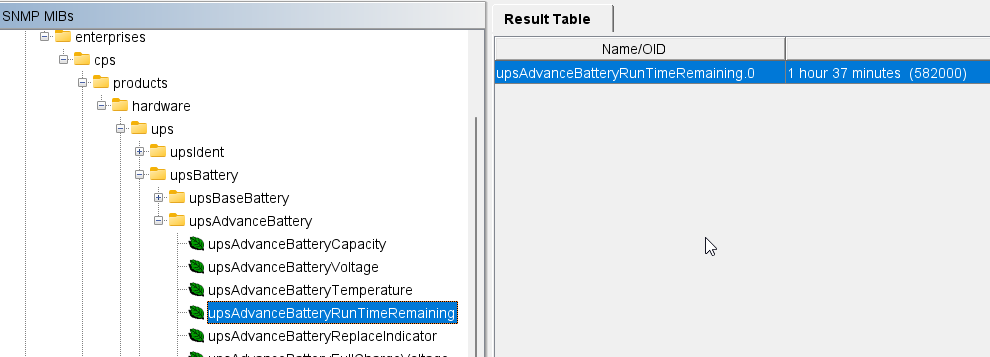 SNMP MIBs
enterprises
cps
products
hardware
ups
upsIdent
upsBattery
upsBaseBattery
upsAdvanceBattery
upsAdvanceBatteryCapacity
upsAdvanceBatteryVoltage
upsAdvanceBatteryTemperature
upsAdvanceBatteryRunTimeRemaining
upsAdvanceBatteryReplaceIndicator
upsAdvanceBatteryFullChargeVoltage
Result Table
Name/OID
upsAdvanceBatteryRunTimeRemaining.0 1 hour 37 minutes (582000)